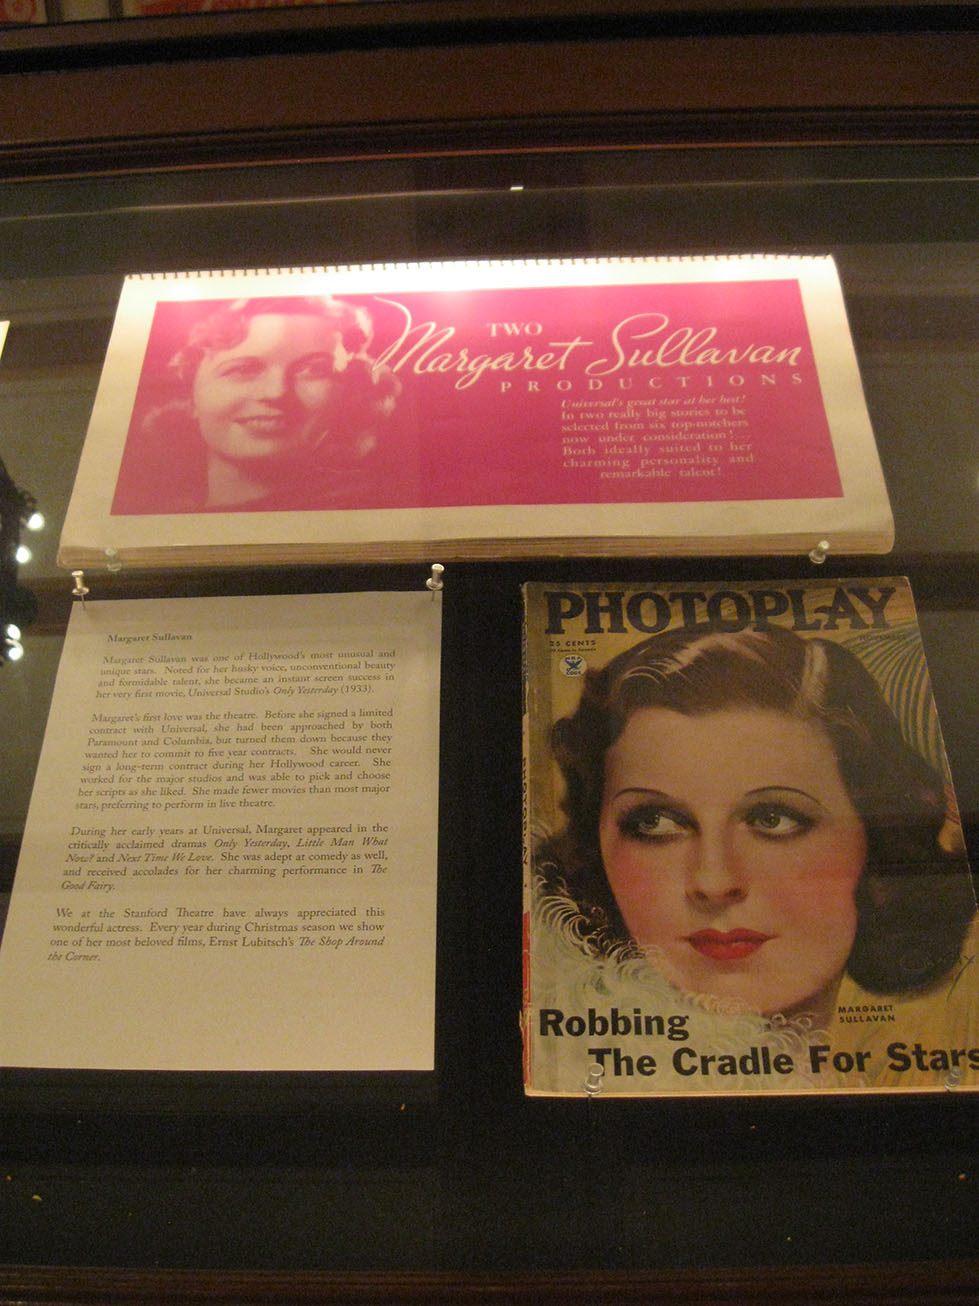 TWO
Margaret Sullavan
PRODUCTIONS
Universal's great star at her best!
In two really big stories to be
selected from six top-notchers
now under consideration! ...
Both ideally suited to her
charming personality and
remarkable talent!
Margaret Sullavan
Margaret Sullavan was one of Hollywood's most unusual and
unique stars. Noted for her husky voice, unconventional beauty
and formidable talent, she became an instant screen success in
her very first movie, Universal Studio's Only Yesterday (1933).
Margaret's first love was the theatre. Before she signed a limited
contract with Universal, she had been approached by both
Paramount and Columbia, but turned them down because they
wanted her to commit to five year contracts. She would never
sign a long-term contract during her Hollywood career. She
worked for the major studios and was able to pick and choose
her scripts as she liked. She made fewer movies than most major
stars, preferring to perform in live theatre.
During her early years at Universal, Margaret appeared in the
critically acclaimed dramas Only Yesterday, Little Man What
Now? and Next Time We Love. She was adept at comedy as well,
and received accolades for her charming performance in The
Good Fairy.
We at the Stanford Theatre have always appreciated this
wonderful actress. Every year during Christmas season we show
one of her most beloved films, Ernst Lubitsch's The Shop Around
the Corner.
PHOTOPLAY
25 CENTS
NOVEMBER
CODE
PHOTOPLAY
MARGARET
SULLAVAN
Robbing
The Cradle For Stars